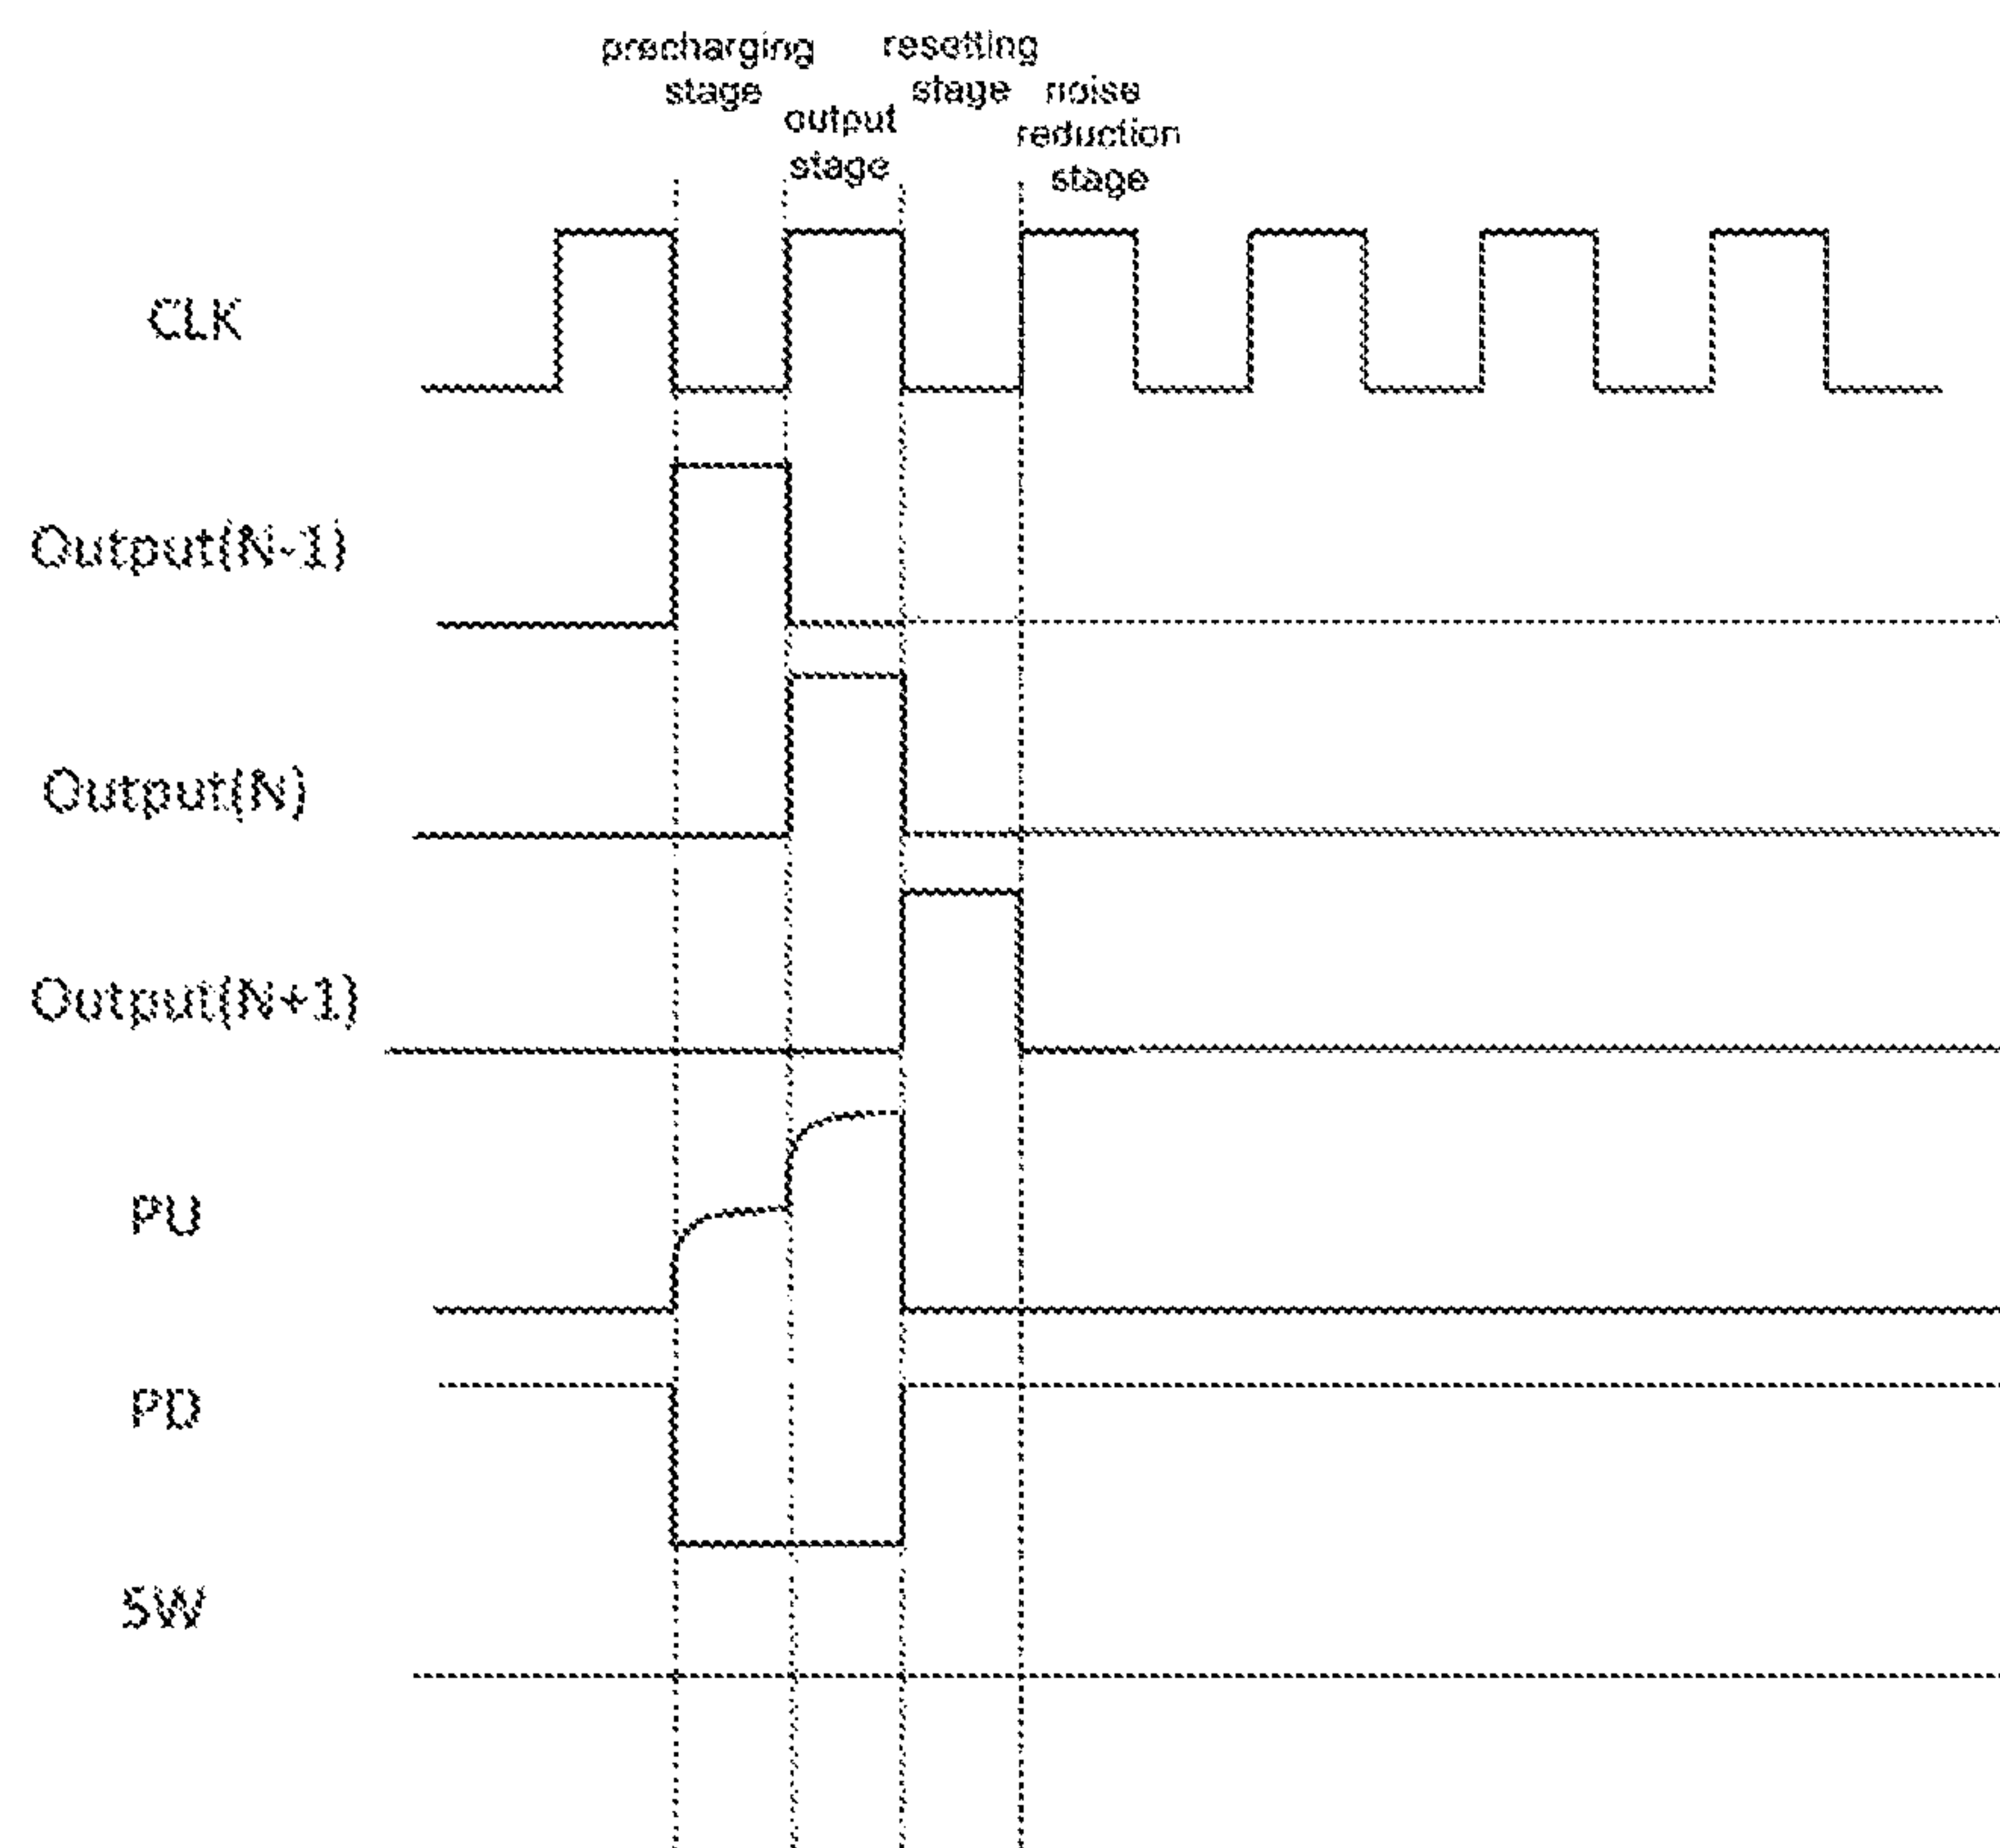 precharging
stage
output
stage
resetting
stage
noise
reduction
stage
CLK
Output(N-1)
Output(N)
Output(N+1)
PU
PD
SW